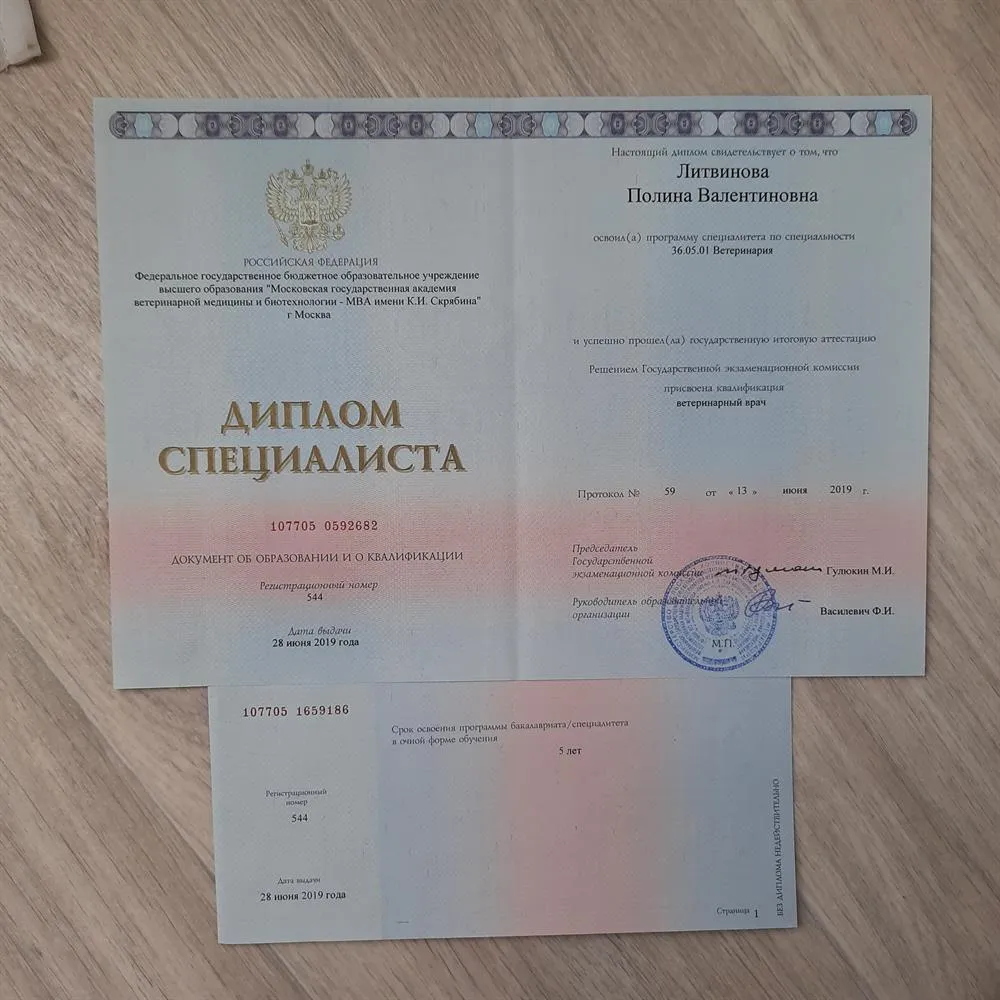 РОССИЙСКАЯ ФЕДЕРАЦИЯ
Федеральное государственное бюджетное образовательное учреждение
высшего образования "Московская государственная академия
ветеринарной медицины и биотехнологии - МВА имени К.И. Скрябина"
г Москва
ДИПЛОМ
СПЕЦИАЛИСТА
107705 0592682
ДОКУМЕНТ ОБ ОБРАЗОВАНИИ И О КВАЛИФИКАЦИИ
Регистрационный номер
544
Дата выдачи
28 июня 2019 года
Настоящий диплом свидетельствует о том, что
Литвинова
Полина Валентиновна
освоил(а) программу специалитета по специальности
36.05.01 Ветеринария
и успешно прошел(ла) государственную итоговую аттестацию
Решением Государственной экзаменационной комиссии
присвоена квалификация
ветеринарный врач
Протокол № 59 от « 13 » июня 2019 г.
Председатель
Государственной
экзаменационной комиссии Гулюкин М.И.
Руководитель образовательной
организации Василевич Ф.И.
М.П.
107705 1659186
Регистрационный
номер
544
Дата выдачи
28 июня 2019 года
Срок освоения программы бакалавриата/специалитета
в очной форме обучения
5 лет
Страница 1
БЕЗ ДИПЛОМА НЕДЕЙСТВИТЕЛЬНО